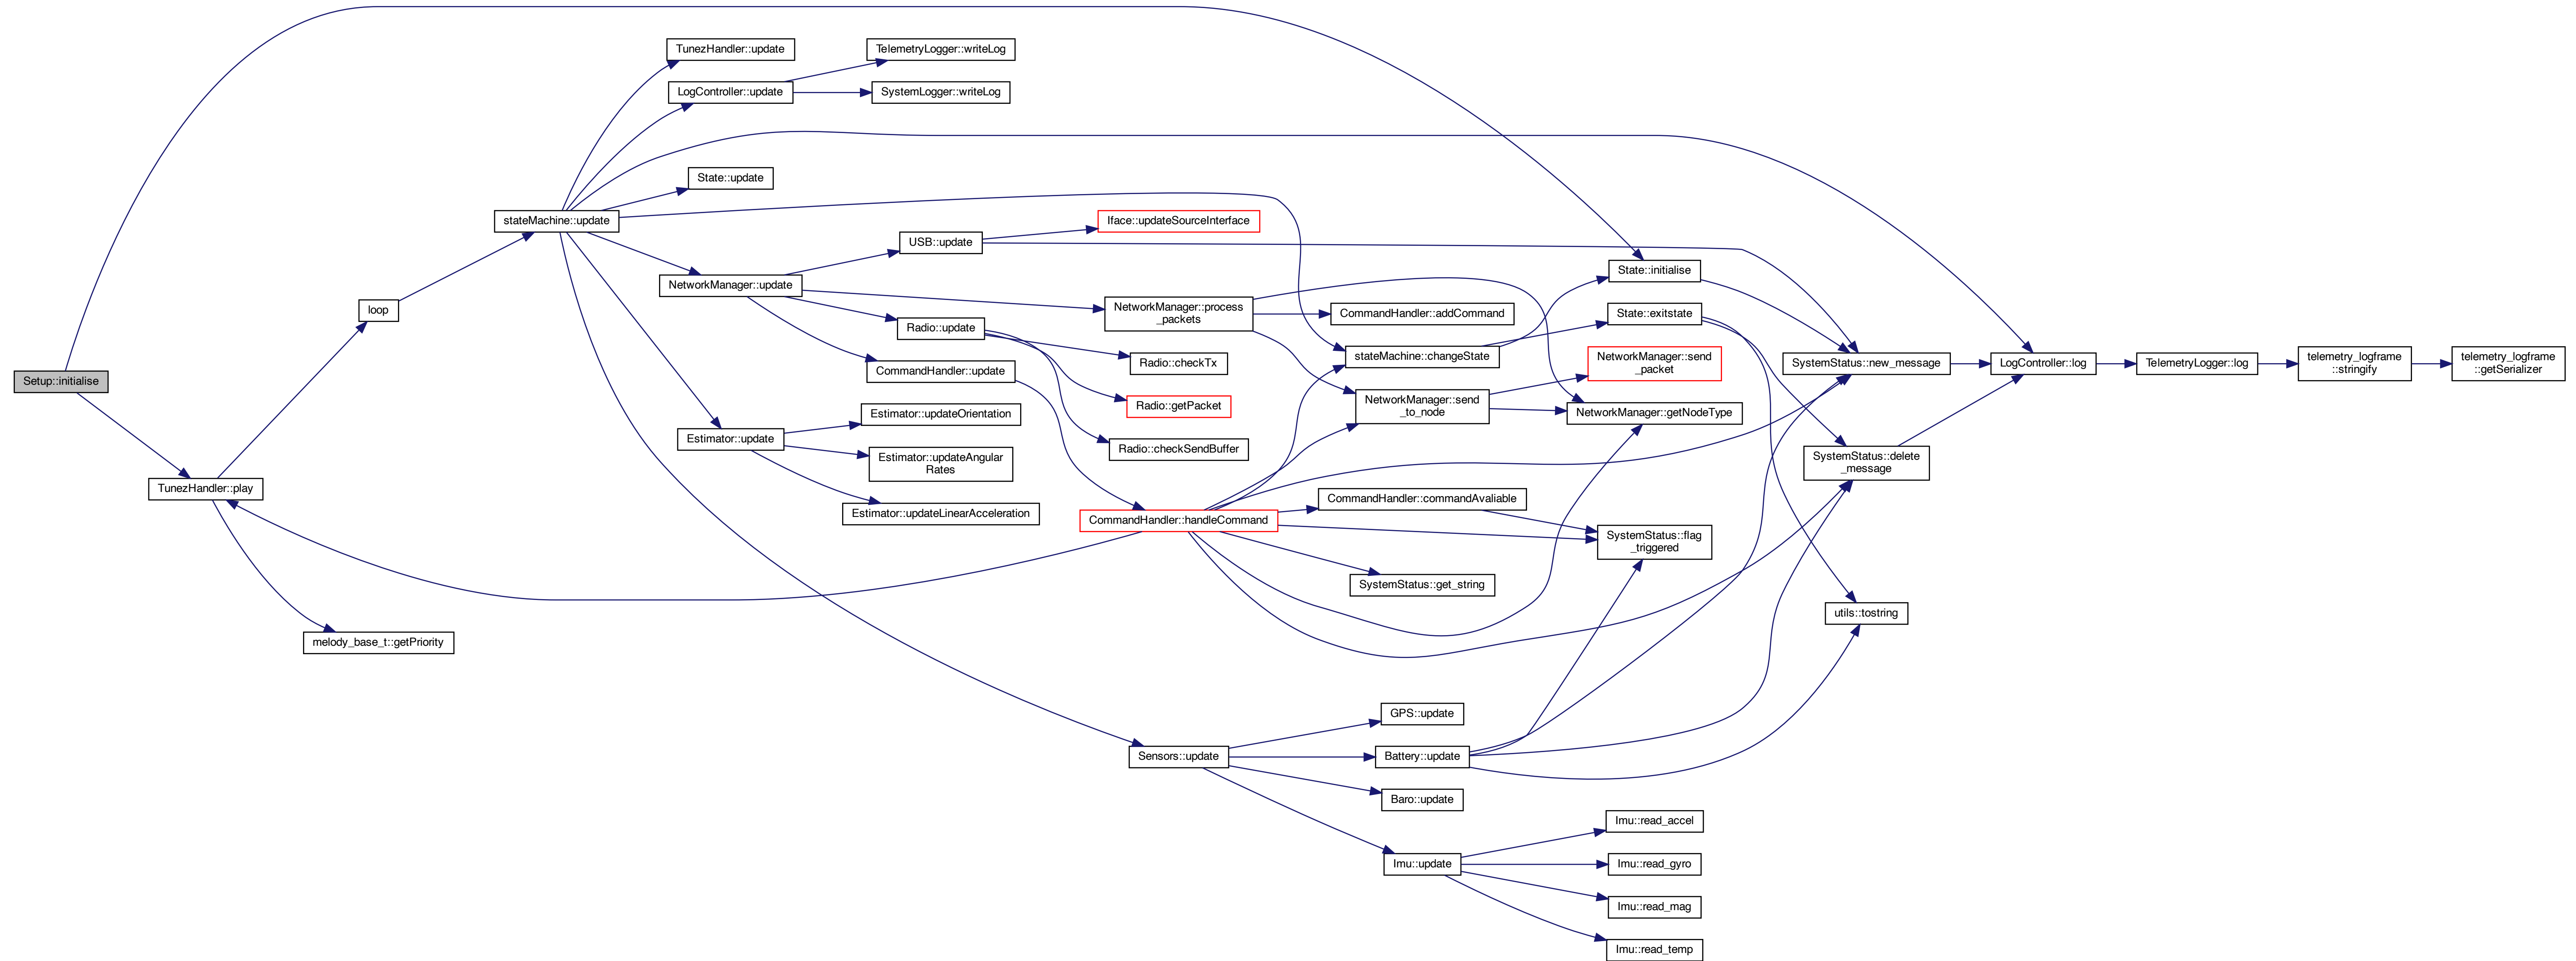 TunezHandler::update
TelemetryLogger::writeLog
LogController::update
SystemLogger::writeLog
State::update
stateMachine::update
Iface::updateSourceInterface
USB::update
State::initialise
NetworkManager::update
NetworkManager::process
_packets
CommandHandler::addCommand
State::exitstate
loop
Radio::update
Radio::checkTx
stateMachine::changeState
NetworkManager::send
_packet
SystemStatus::new_message
LogController::log
TelemetryLogger::log
telemetry_logframe
::stringify
telemetry_logframe
::getSerializer
Setup::initialise
CommandHandler::update
Radio::getPacket
NetworkManager::send
_to_node
NetworkManager::getNodeType
Estimator::updateOrientation
Estimator::update
Estimator::updateAngular
Rates
Radio::checkSendBuffer
SystemStatus::delete
_message
TunezHandler::play
Estimator::updateLinearAcceleration
CommandHandler::handleCommand
CommandHandler::commandAvaliable
SystemStatus::flag
_triggered
SystemStatus::get_string
utils::tostring
melody_base_t::getPriority
GPS::update
Sensors::update
Battery::update
Baro::update
Imu::read_accel
Imu::update
Imu::read_gyro
Imu::read_mag
Imu::read_temp